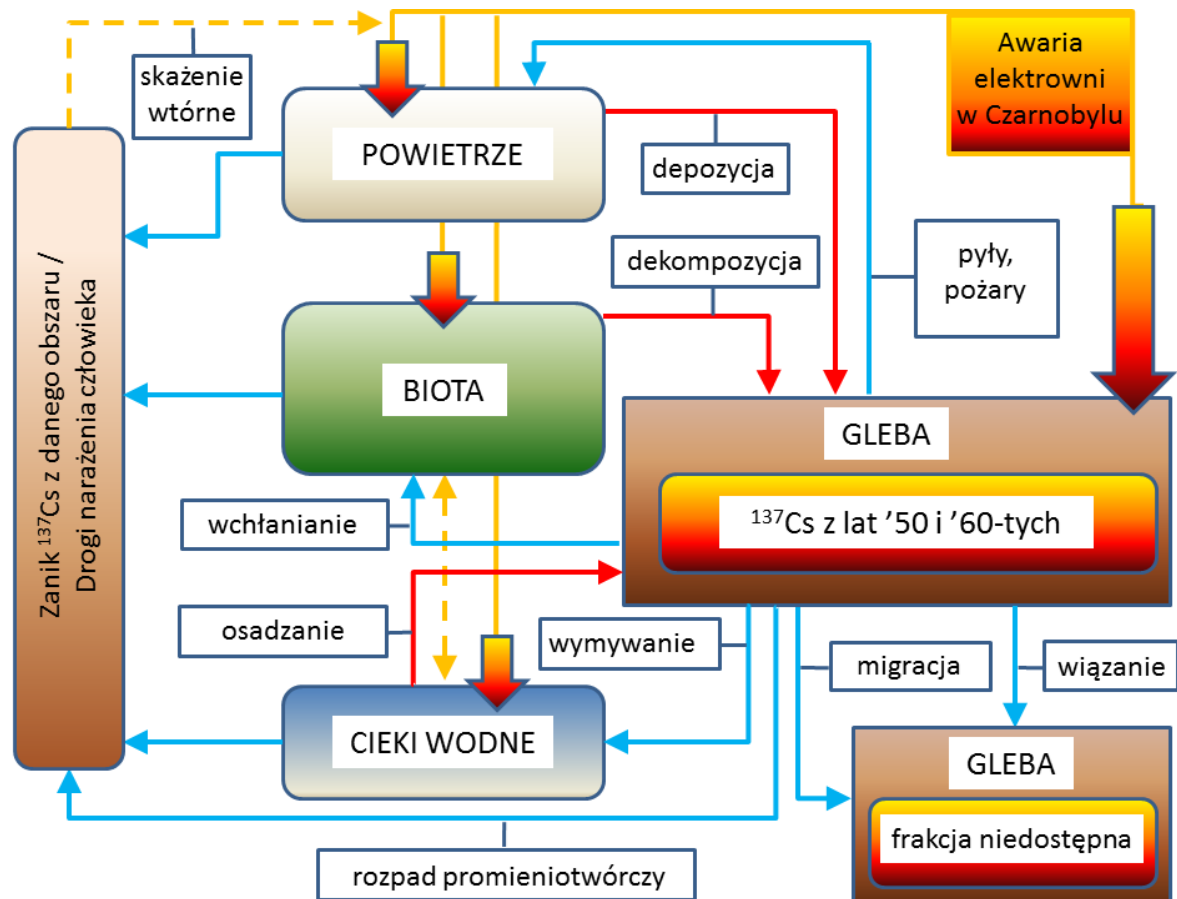 skażenie
wtórne
Awaria
elektrowni
w Czarnobylu
POWIETRZE
depozycja
dekompozycja
pyły,
pożary
Zanik ¹³⁷Cs z danego obszaru /
Drogi narażenia człowieka
BIOTA
GLEBA
¹³⁷Cs z lat ’50 i ’60-tych
wchłanianie
osadzanie
wymywanie
migracja
wiązanie
CIEKI WODNE
GLEBA
frakcja niedostępna
rozpad promieniotwórczy